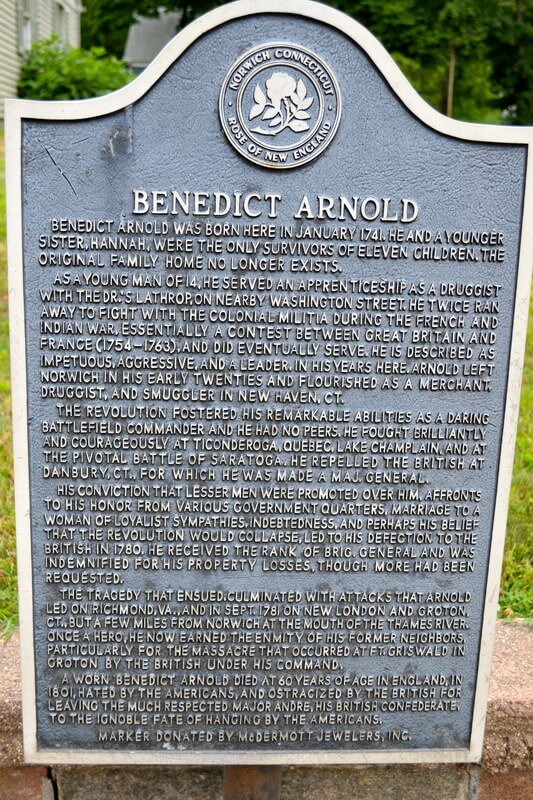 NORWICH CONNECTICUT
ROSE OF NEW ENGLAND
BENEDICT ARNOLD
BENEDICT ARNOLD WAS BORN HERE IN JANUARY 1741. HE AND A YOUNGER
SISTER, HANNAH, WERE THE ONLY SURVIVORS OF ELEVEN CHILDREN. THE
ORIGINAL FAMILY HOME NO LONGER EXISTS.
AS A YOUNG MAN OF 14, HE SERVED AN APPRENTICESHIP AS A DRUGGIST
WITH THE DR.'S LATHROP, ON NEARBY WASHINGTON STREET. HE TWICE RAN
AWAY TO FIGHT WITH THE COLONIAL MILITIA DURING THE FRENCH AND
INDIAN WAR, ESSENTIALLY A CONTEST BETWEEN GREAT BRITAIN AND
FRANCE (1754-1763), AND DID EVENTUALLY SERVE. HE IS DESCRIBED AS
IMPETUOUS, AGGRESSIVE, AND A LEADER, IN HIS YEARS HERE. ARNOLD LEFT
NORWICH IN HIS EARLY TWENTIES AND FLOURISHED AS A MERCHANT,
DRUGGIST, AND SMUGGLER IN NEW HAVEN, CT.
THE REVOLUTION FOSTERED HIS REMARKABLE ABILITIES AS A DARING
BATTLEFIELD COMMANDER AND HE HAD NO PEERS. HE FOUGHT BRILLIANTLY
AND COURAGEOUSLY AT TICONDEROGA, QUEBEC, LAKE CHAMPLAIN, AND AT
THE PIVOTAL BATTLE OF SARATOGA. HE REPELLED THE BRITISH AT
DANBURY, CT., FOR WHICH HE WAS MADE A MAJ. GENERAL.
HIS CONVICTION THAT LESSER MEN WERE PROMOTED OVER HIM, AFFRONTS
TO HIS HONOR FROM VARIOUS GOVERNMENT QUARTERS, MARRIAGE TO A
WOMAN OF LOYALIST SYMPATHIES, INDEBTEDNESS, AND PERHAPS HIS BELIEF
THAT THE REVOLUTION WOULD COLLAPSE, LED TO HIS DEFECTION TO THE
BRITISH IN 1780. HE RECEIVED THE RANK OF BRIG. GENERAL AND WAS
INDEMNIFIED FOR HIS PROPERTY LOSSES, THOUGH MORE HAD BEEN
REQUESTED.
THE TRAGEDY THAT ENSUED, CULMINATED WITH ATTACKS THAT ARNOLD
LED ON RICHMOND, VA., AND IN SEPT. 1781 ON NEW LONDON AND GROTON,
CT., BUT A FEW MILES FROM NORWICH AT THE MOUTH OF THE THAMES RIVER.
ONCE A HERO, HE NOW EARNED THE ENMITY OF HIS FORMER NEIGHBORS,
PARTICULARLY FOR THE MASSACRE THAT OCCURRED AT FT. GRISWALD IN
GROTON BY THE BRITISH UNDER HIS COMMAND.
A WORN BENEDICT ARNOLD DIED AT 60 YEARS OF AGE IN ENGLAND, IN
1801, HATED BY THE AMERICANS, AND OSTRACIZED BY THE BRITISH FOR
LEAVING THE MUCH RESPECTED MAJOR ANDRE, HIS BRITISH CONFEDERATE,
TO THE IGNOBLE FATE OF HANGING BY THE AMERICANS.
MARKER DONATED BY McDERMOTT JEWELERS, INC.